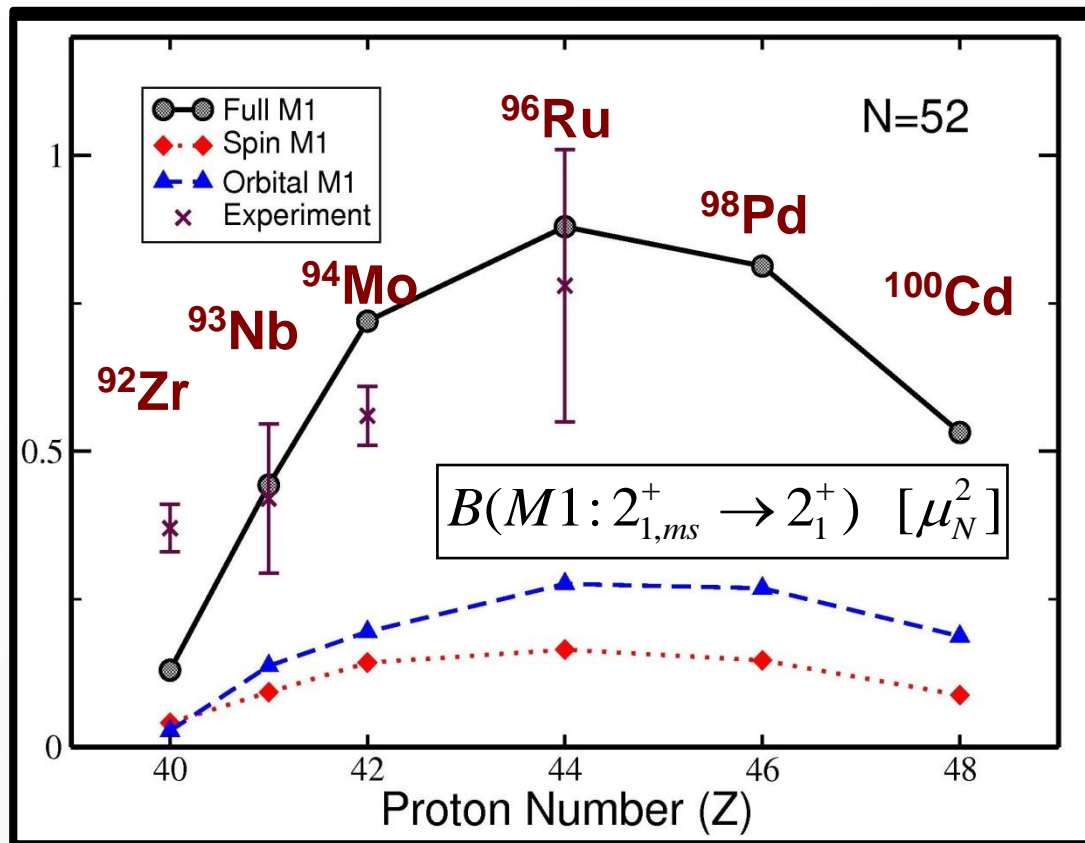 Full M1
Spin M1
Orbital M1
Experiment
N=52
⁹⁶Ru
⁹⁸Pd
⁹⁴Mo
¹⁰⁰Cd
⁹³Nb
⁹²Zr
B(M1: 2⁺₁,ₘₛ → 2⁺₁) [μ²_N]
1
0.5
0
40 42 44 46 48
Proton Number (Z)